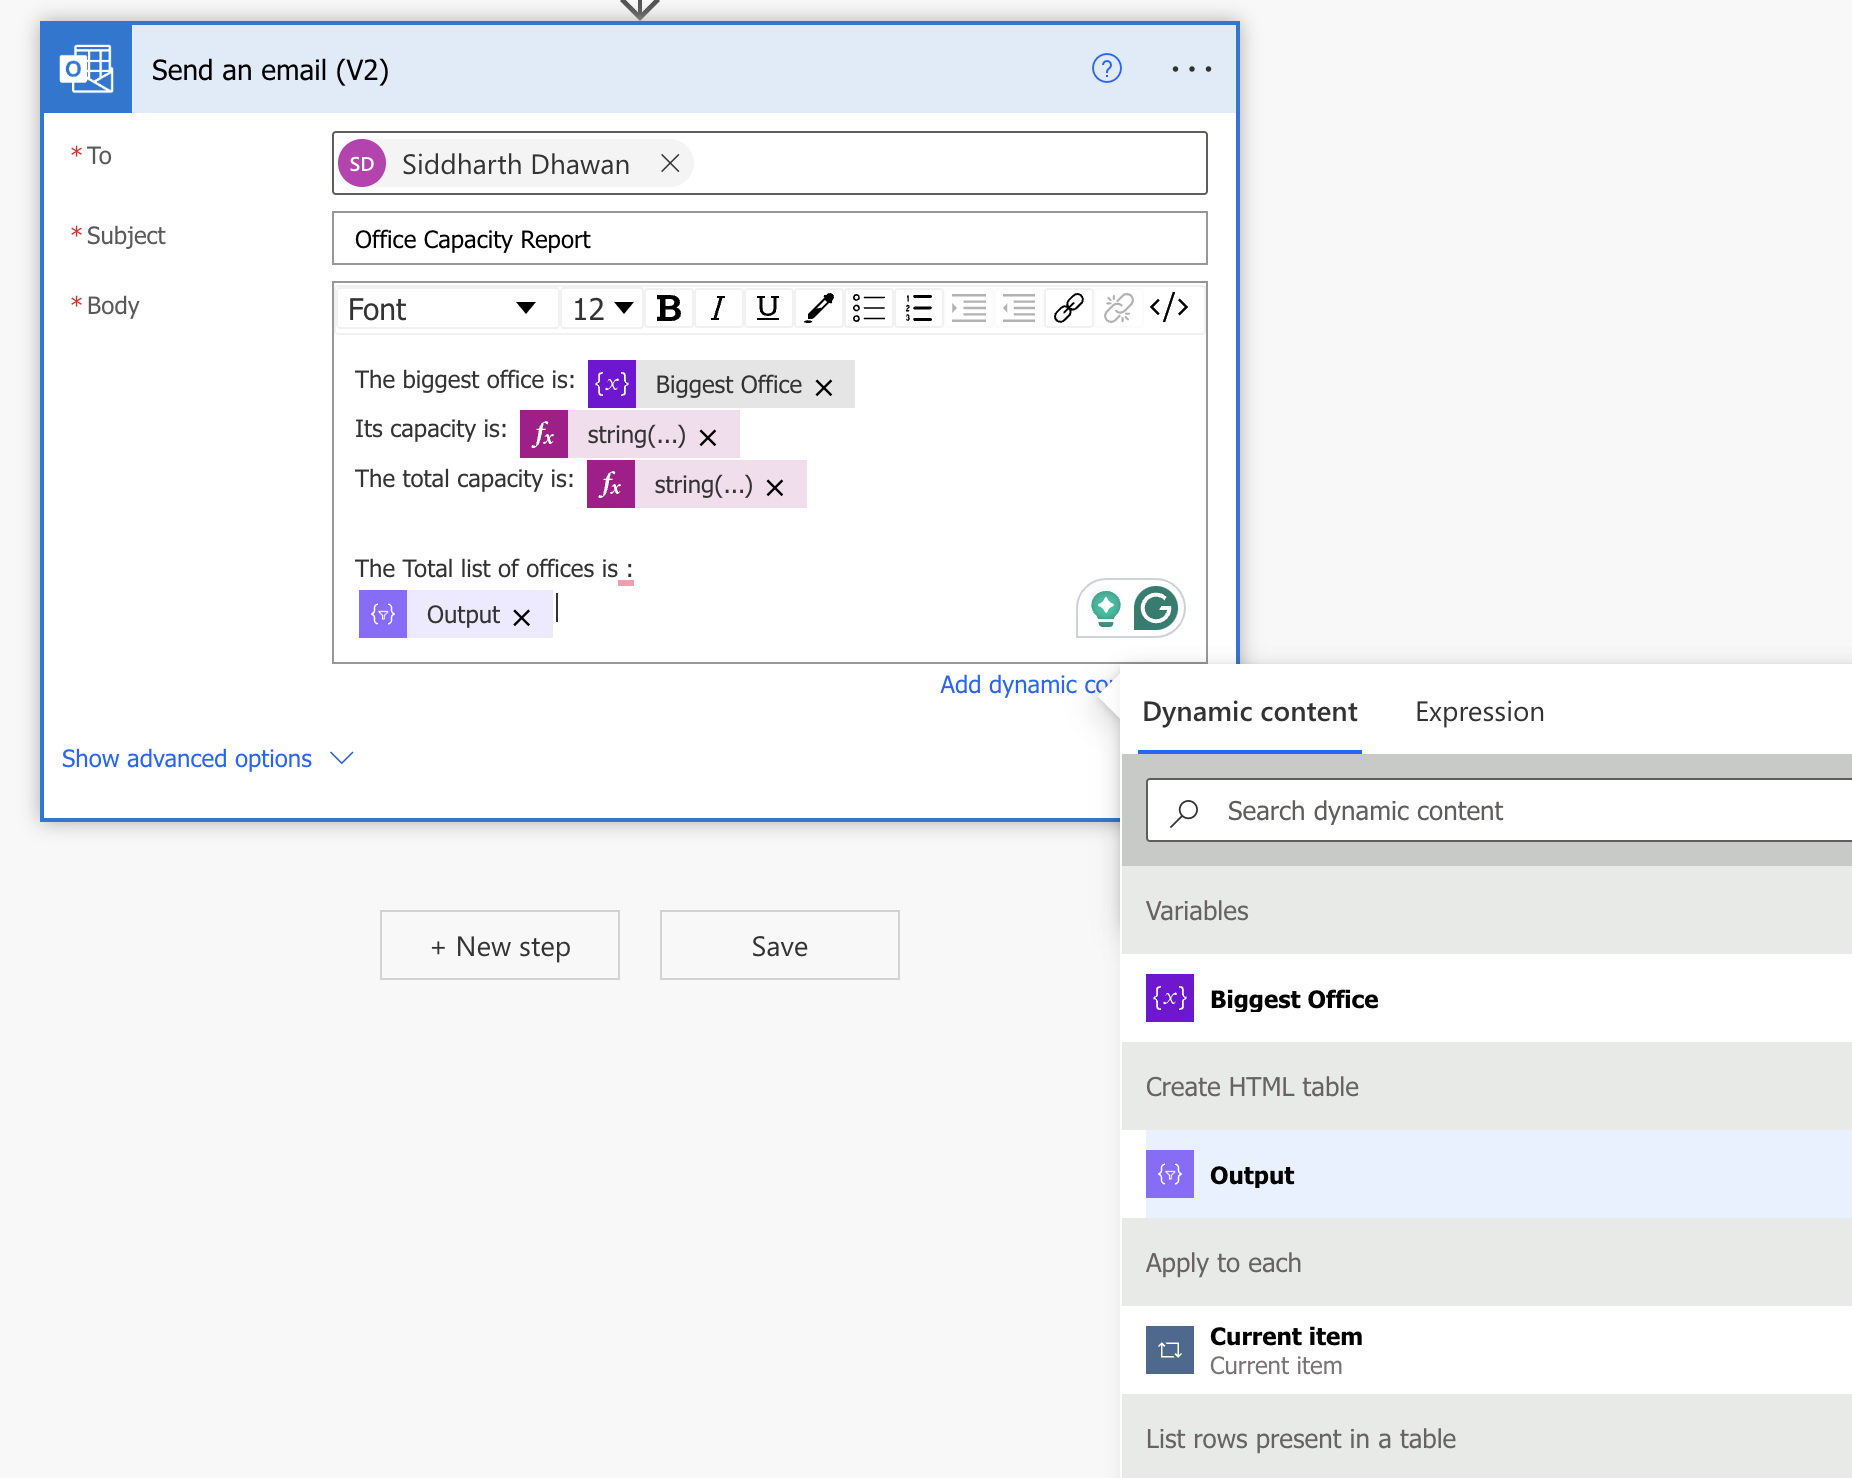 Send an email (V2)
?
* To
SD Siddharth Dhawan
* Subject
Office Capacity Report
* Body
Font 12 B I U </>
The biggest office is: {x} Biggest Office
Its capacity is: fx string(...)
The total capacity is: fx string(...)
The Total list of offices is :
Output
Add dynamic co
Show advanced options
+ New step
Save
Dynamic content Expression
Search dynamic content
Variables
{x} Biggest Office
Create HTML table
Output
Apply to each
Current item
Current item
List rows present in a table